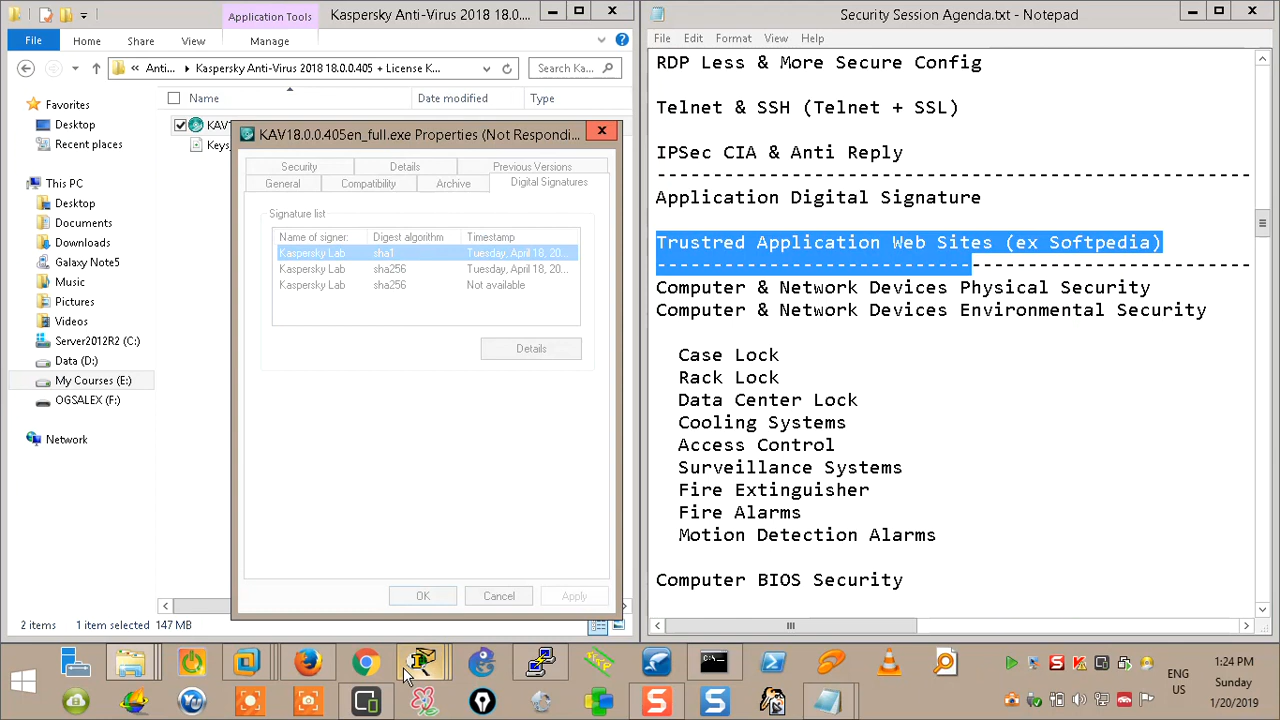 Application Tools
Kaspersky Anti-Virus 2018 18.0....
File
Home
Share
View
Manage
Anti...
Kaspersky Anti-Virus 2018 18.0.0.405 + License K...
Search Ka...
Favorites
Desktop
Recent places
This PC
Desktop
Documents
Downloads
Galaxy Note5
Music
Pictures
Videos
Server2012R2 (C:)
Data (D:)
My Courses (E:)
OGSALEX (F:)
Network
Name
Date modified
Type
KAV1
Keys
KAV18.0.0.405en_full.exe Properties (Not Respondi...
Security
Details
Previous Versions
General
Compatibility
Archive
Digital Signatures
Signature list
Name of signer:
Digest algorithm
Timestamp
Kaspersky Lab
sha1
Tuesday, April 18, 20...
Kaspersky Lab
sha256
Tuesday, April 18, 20...
Kaspersky Lab
sha256
Not available
Details
OK
Cancel
Apply
2 items
1 item selected 147 MB
Security Session Agenda.txt - Notepad
File
Edit
Format
View
Help
RDP Less & More Secure Config
Telnet & SSH (Telnet + SSL)
IPSec CIA & Anti Reply
-----------------------------------------------------
Application Digital Signature
Trustred Application Web Sites (ex Softpedia)
-----------------------------------------------------
Computer & Network Devices Physical Security
Computer & Network Devices Environmental Security
Case Lock
Rack Lock
Data Center Lock
Cooling Systems
Access Control
Surveillance Systems
Fire Extinguisher
Fire Alarms
Motion Detection Alarms
Computer BIOS Security
ENG
US
1:24 PM
Sunday
1/20/2019